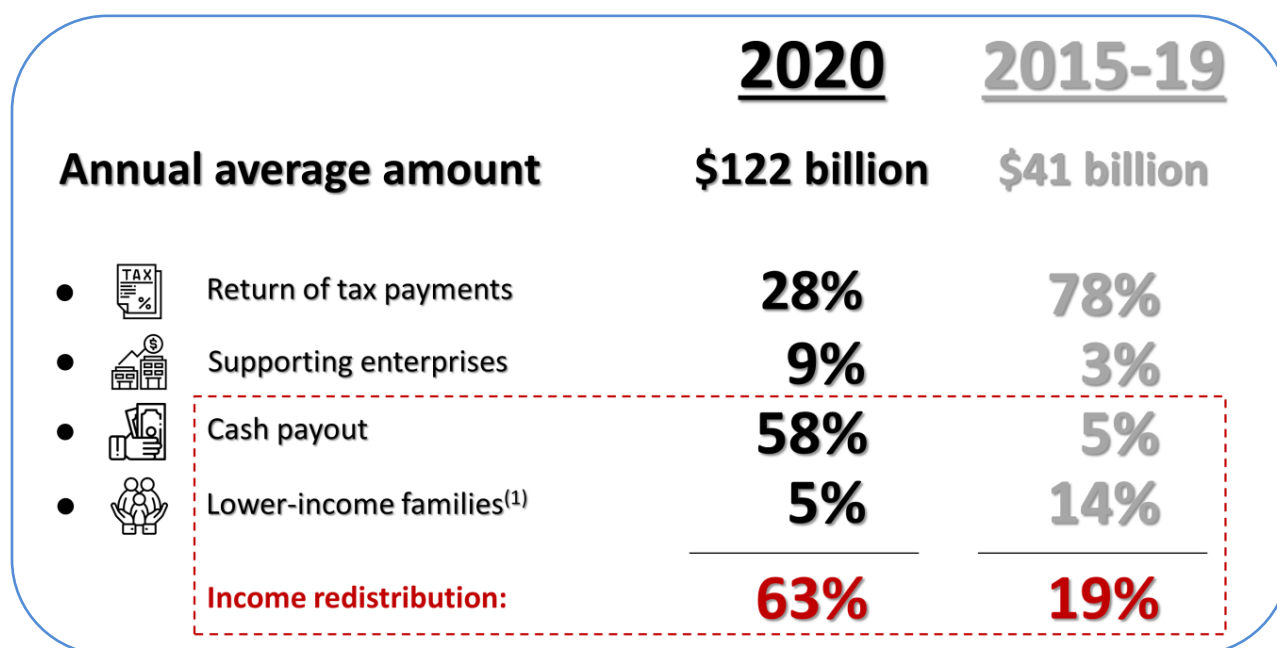 2020 2015-19
Annual average amount $122 billion $41 billion
TAX
%
• Return of tax payments 28% 78%
$
• Supporting enterprises 9% 3%
• Cash payout 58% 5%
• Lower-income families(1) 5% 14%
Income redistribution: 63% 19%